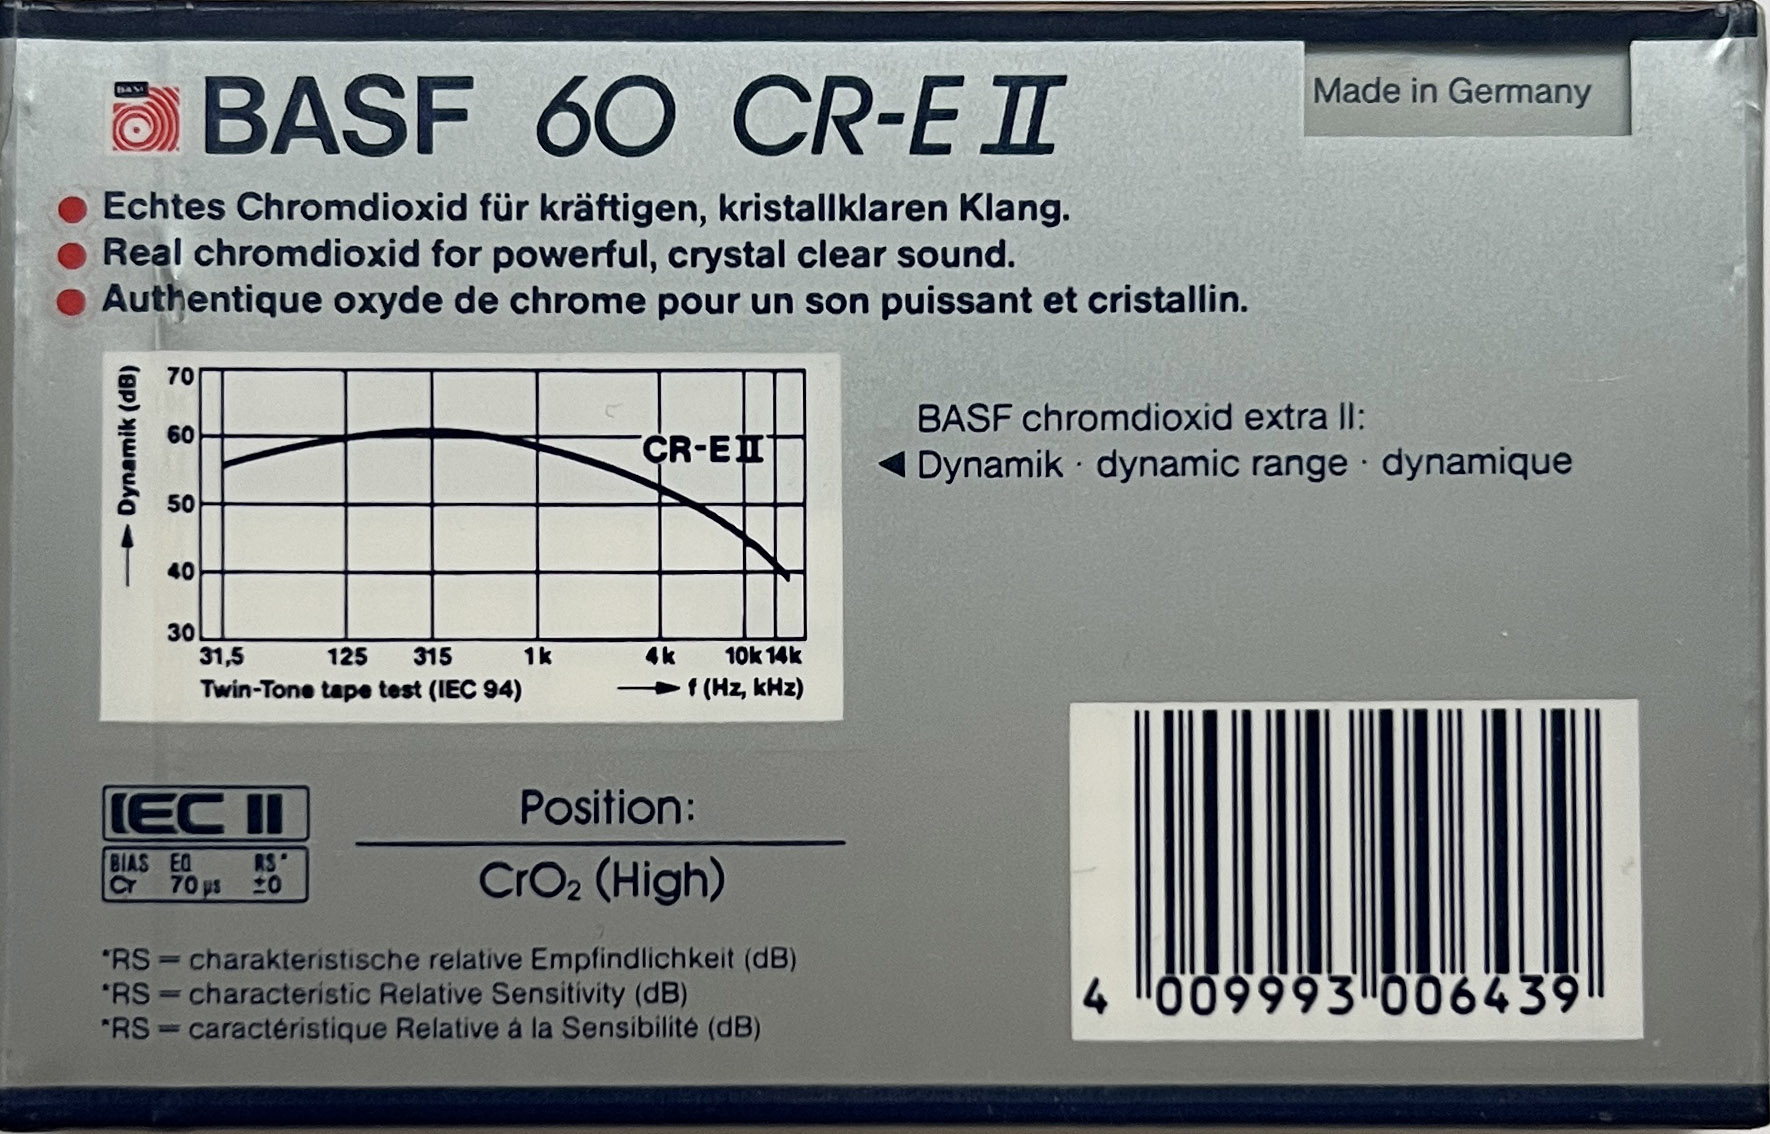 BASF
BASF 60 CR-E II
Made in Germany
Echtes Chromdioxid für kräftigen, kristallklaren Klang.
Real chromdioxid for powerful, crystal clear sound.
Authentique oxyde de chrome pour un son puissant et cristallin.
Dynamik (dB)
70
60
50
40
30
CR-E II
31,5 125 315 1k 4k 10k 14k
Twin-Tone tape test (IEC 94) f (Hz, kHz)
BASF chromdioxid extra II:
◄ Dynamik · dynamic range · dynamique
IEC II
BIAS EQ RS*
Cr 70 µs ±0
Position:
CrO₂ (High)
*RS = charakteristische relative Empfindlichkeit (dB)
*RS = characteristic Relative Sensitivity (dB)
*RS = caractéristique Relative á la Sensibilité (dB)
4 009993 006439